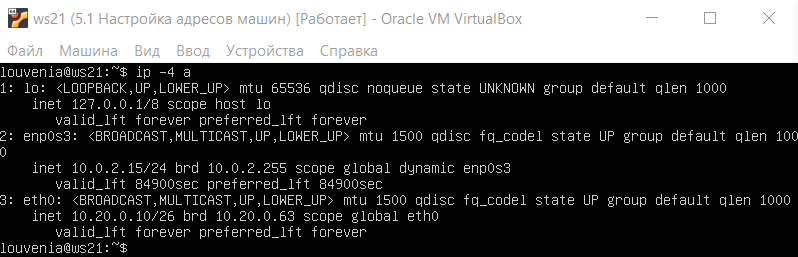 ws21 (5.1 Настройка адресов машин) [Работает] - Oracle VM VirtualBox
Файл Машина Вид Ввод Устройства Справка
louvenia@ws21:~$ ip -4 a
1: lo: <LOOPBACK,UP,LOWER_UP> mtu 65536 qdisc noqueue state UNKNOWN group default qlen 1000
    inet 127.0.0.1/8 scope host lo
       valid_lft forever preferred_lft forever
2: enp0s3: <BROADCAST,MULTICAST,UP,LOWER_UP> mtu 1500 qdisc fq_codel state UP group default qlen 100
0
    inet 10.0.2.15/24 brd 10.0.2.255 scope global dynamic enp0s3
       valid_lft 84900sec preferred_lft 84900sec
3: eth0: <BROADCAST,MULTICAST,UP,LOWER_UP> mtu 1500 qdisc fq_codel state UP group default qlen 1000
    inet 10.20.0.10/26 brd 10.20.0.63 scope global eth0
       valid_lft forever preferred_lft forever
louvenia@ws21:~$